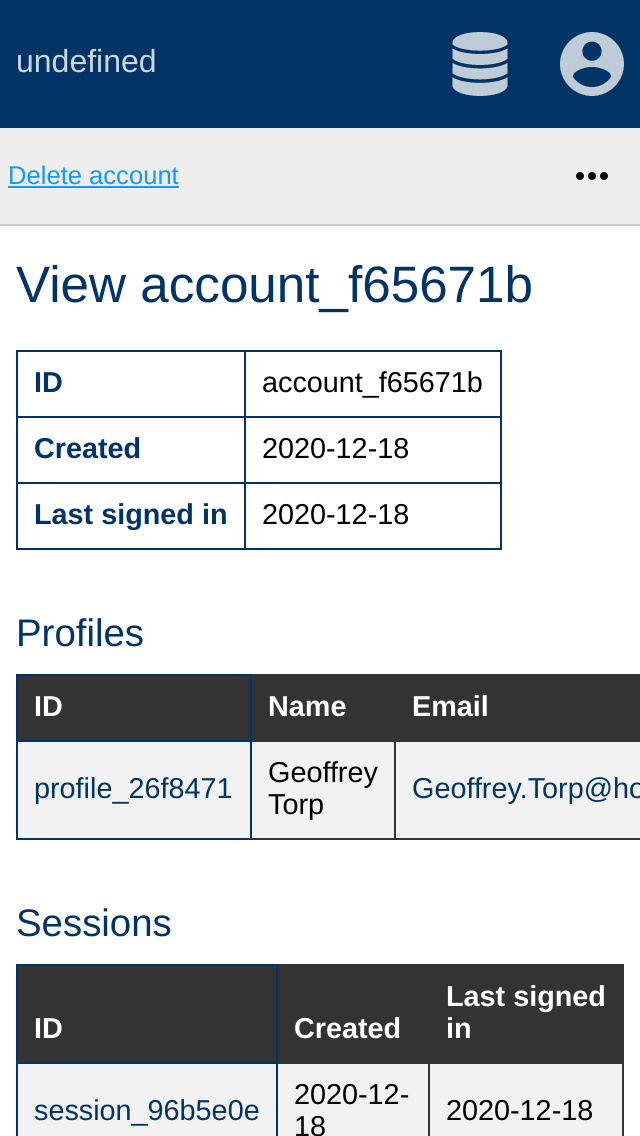 undefined
Delete account
View account_f65671b
ID account_f65671b
Created 2020-12-18
Last signed in 2020-12-18
Profiles
ID Name Email
profile_26f8471 Geoffrey Torp Geoffrey.Torp@ho
Sessions
ID Created Last signed in
session_96b5e0e 2020-12-18 2020-12-18